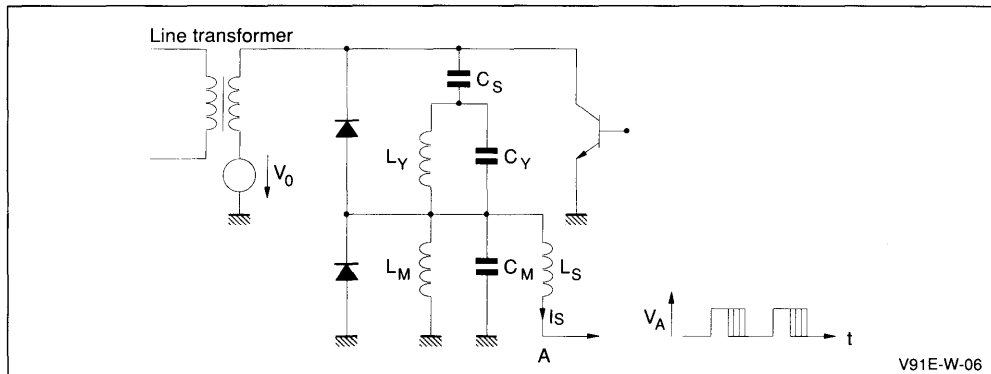 Line transformer
C_S
L_Y
C_Y
V_0
L_M
C_M
L_S
I_S
V_A
t
A
V91E-W-06